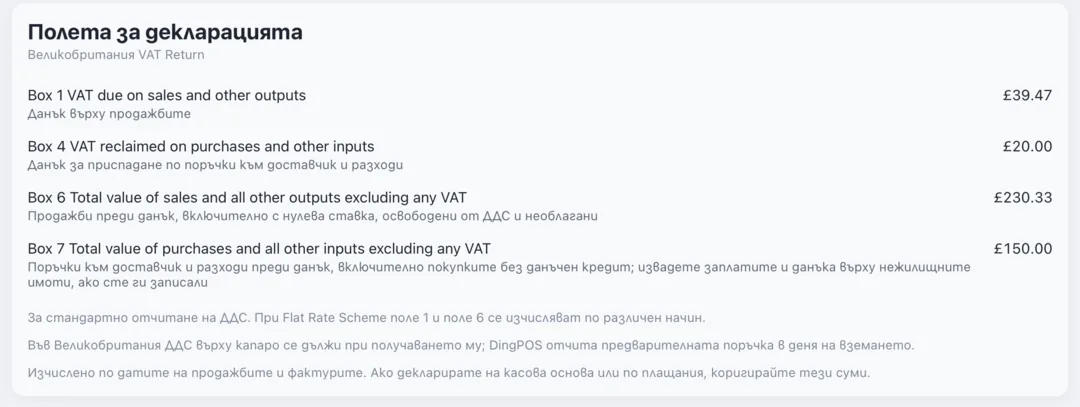 Полета за декларацията
Великобритания VAT Return
Box 1 VAT due on sales and other outputs £39.47
Данък върху продажбите
Box 4 VAT reclaimed on purchases and other inputs £20.00
Данък за приспадане по поръчки към доставчик и разходи
Box 6 Total value of sales and all other outputs excluding any VAT £230.33
Продажби преди данък, включително с нулева ставка, освободени от ДДС и необлагани
Box 7 Total value of purchases and all other inputs excluding any VAT £150.00
Поръчки към доставчик и разходи преди данък, включително покупките без данъчен кредит; извадете заплатите и данъка върху нежилищните
имоти, ако сте ги записали
За стандартно отчитане на ДДС. При Flat Rate Scheme поле 1 и поле 6 се изчисляват по различен начин.
Във Великобритания ДДС върху капаро се дължи при получаването му; DingPOS отчита предварителната поръчка в деня на вземането.
Изчислено по датите на продажбите и фактурите. Ако декларирате на касова основа или по плащания, коригирайте тези суми.